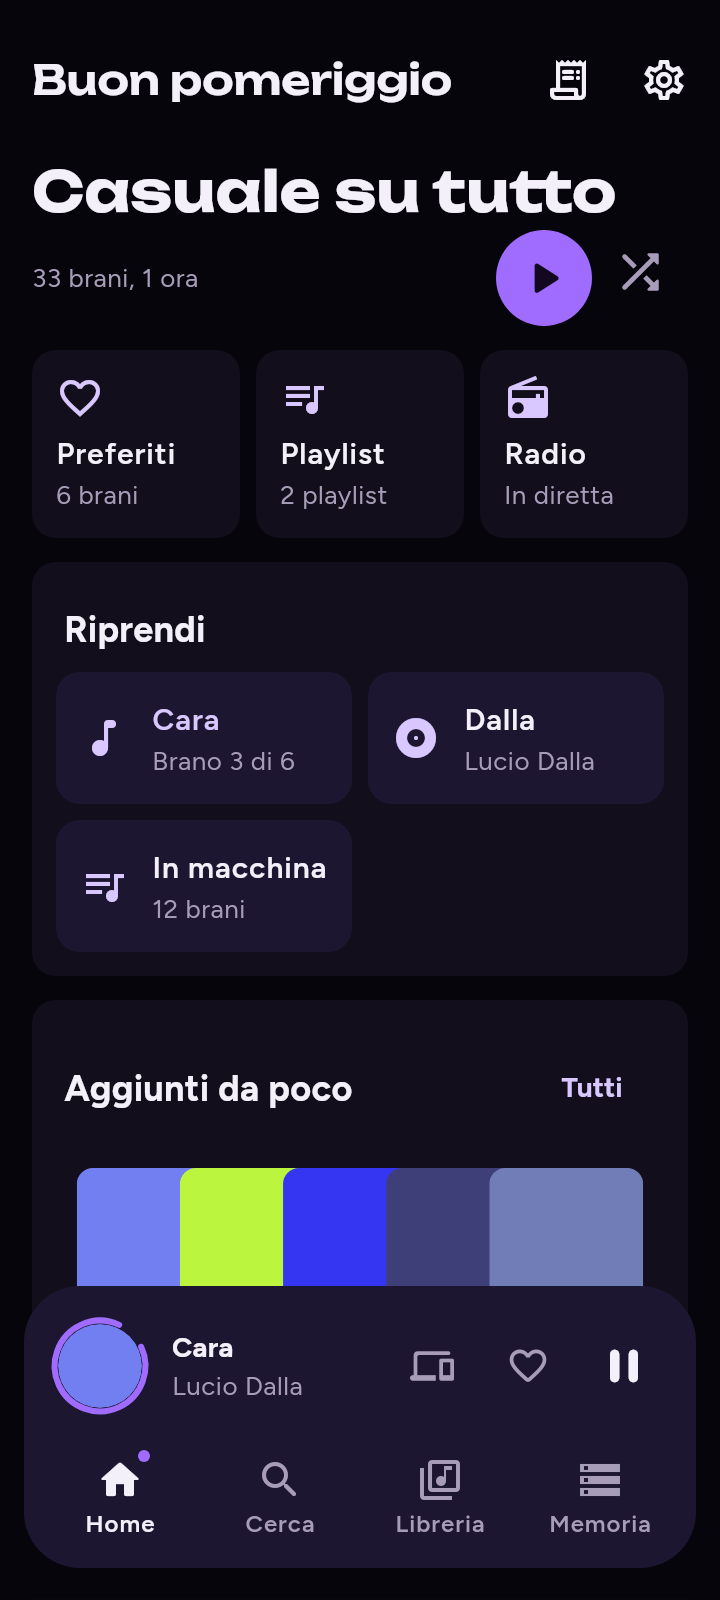 Buon pomeriggio
Casuale su tutto
33 brani, 1 ora
Preferiti
6 brani
Playlist
2 playlist
Radio
In diretta
Riprendi
Cara
Brano 3 di 6
Dalla
Lucio Dalla
In macchina
12 brani
Aggiunti da poco
Tutti
Cara
Lucio Dalla
Home
Cerca
Libreria
Memoria